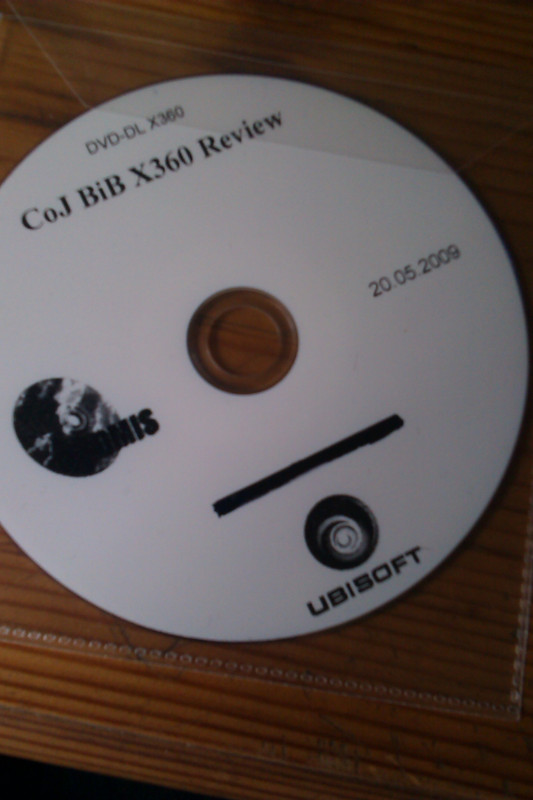 DVD-DL X360
CoJ BiB X360 Review
20.05.2009
UBISOFT